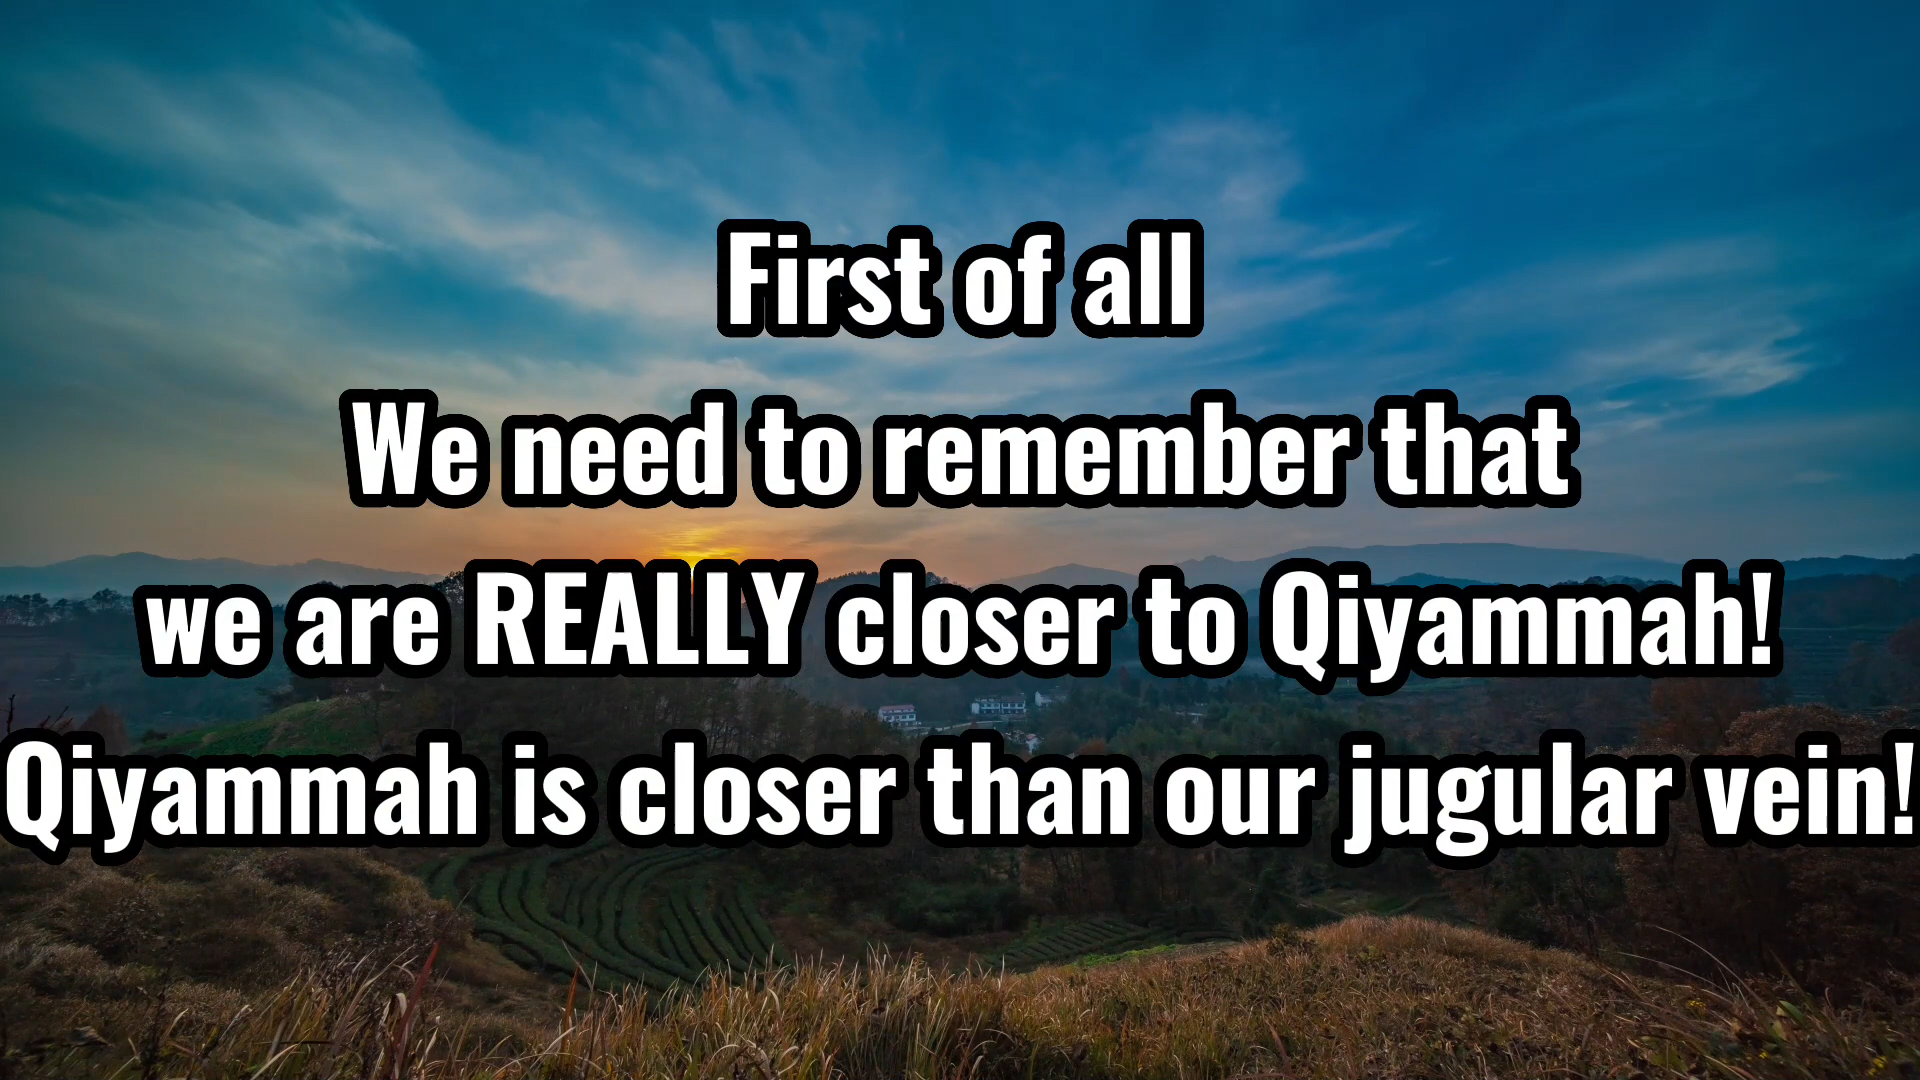 First of all
We need to remember that
we are REALLY closer to Qiyammah!
Qiyammah is closer than our jugular vein!